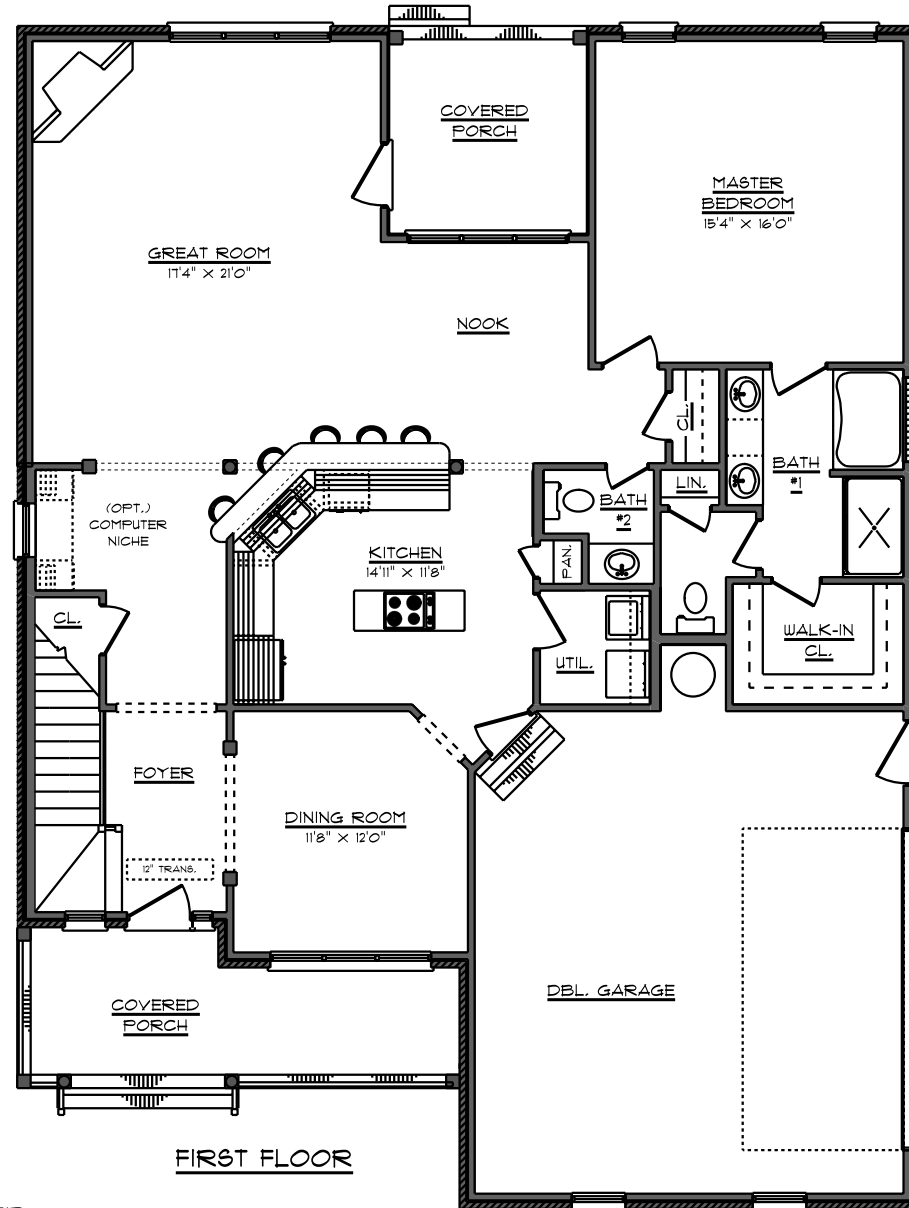 COVERED
PORCH
MASTER
BEDROOM
15'4" X 16'0"
GREAT ROOM
17'4" X 21'0"
NOOK
CL.
BATH
#1
LIN.
BATH
#2
(OPT.)
COMPUTER
NICHE
KITCHEN
14'11" X 11'8"
PAN.
CL.
WALK-IN
CL.
UTIL.
FOYER
DINING ROOM
11'8" X 12'0"
12" TRANS.
DBL. GARAGE
COVERED
PORCH
FIRST FLOOR